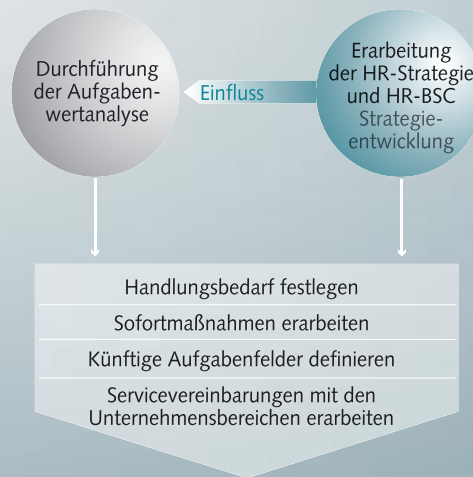 Durchführung
der Aufgaben-
wertanalyse
Einfluss
Erarbeitung
der HR-Strategie
und HR-BSC
Strategie-
entwicklung
Handlungsbedarf festlegen
Sofortmaßnahmen erarbeiten
Künftige Aufgabenfelder definieren
Servicevereinbarungen mit den
Unternehmensbereichen erarbeiten